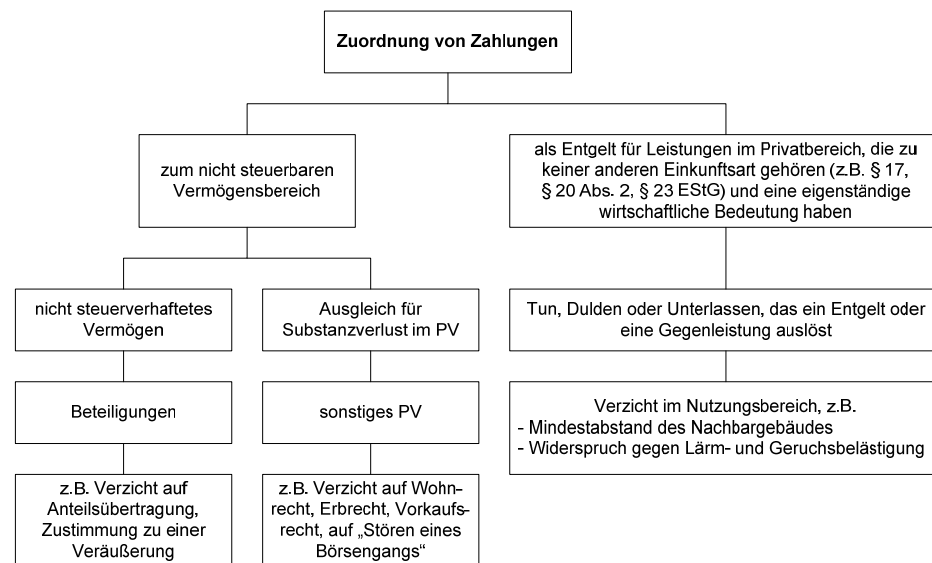 Zuordnung von Zahlungen
zum nicht steuerbaren
Vermögensbereich
als Entgelt für Leistungen im Privatbereich, die zu
keiner anderen Einkunftsart gehören (z.B. § 17,
§ 20 Abs. 2, § 23 EStG) und eine eigenständige
wirtschaftliche Bedeutung haben
nicht steuerverhaftetes
Vermögen
Ausgleich für
Substanzverlust im PV
Tun, Dulden oder Unterlassen, das ein Entgelt oder
eine Gegenleistung auslöst
Beteiligungen
sonstiges PV
Verzicht im Nutzungsbereich, z.B.
- Mindestabstand des Nachbargebäudes
- Widerspruch gegen Lärm- und Geruchsbelästigung
z.B. Verzicht auf
Anteilsübertragung,
Zustimmung zu einer
Veräußerung
z.B. Verzicht auf Wohn-
recht, Erbrecht, Vorkaufs-
recht, auf „Stören eines
Börsengangs“